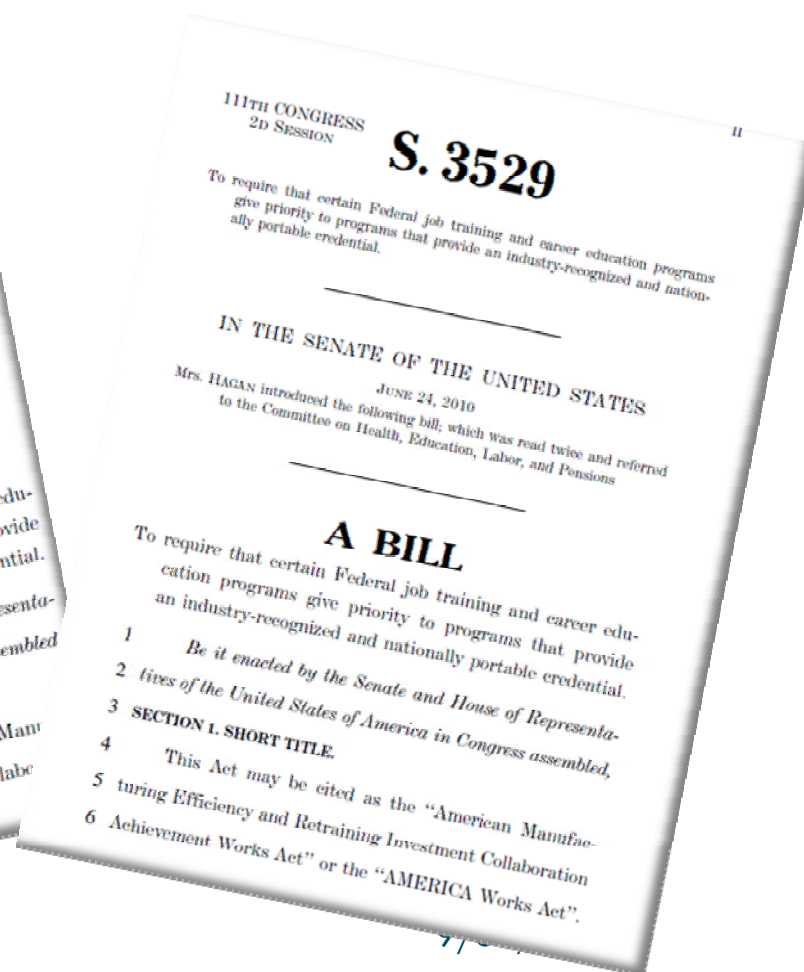 111TH CONGRESS
2D SESSION
S. 3529
II
To require that certain Federal job training and career education programs
give priority to programs that provide an industry-recognized and nation-
ally portable credential.
IN THE SENATE OF THE UNITED STATES
JUNE 24, 2010
Mrs. HAGAN introduced the following bill; which was read twice and referred
to the Committee on Health, Education, Labor, and Pensions
A BILL
To require that certain Federal job training and career edu-
cation programs give priority to programs that provide
an industry-recognized and nationally portable credential.
1 Be it enacted by the Senate and House of Representa-
2 tives of the United States of America in Congress assembled,
3 SECTION 1. SHORT TITLE.
4 This Act may be cited as the “American Manufac-
5 turing Efficiency and Retraining Investment Collaboration
6 Achievement Works Act” or the “AMERICA Works Act”.
edu-
ovide
ntial.
esenta-
embled